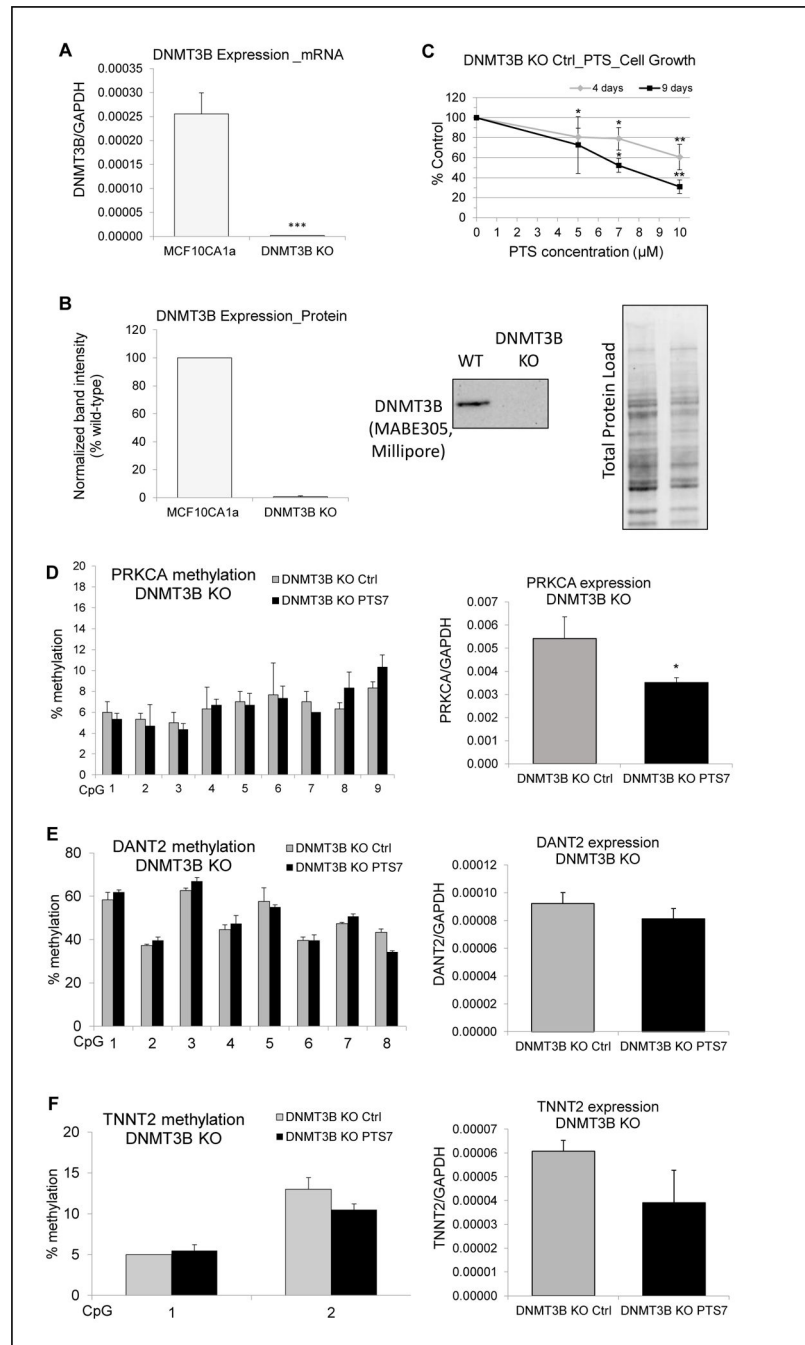 A
DNMT3B Expression _mRNA
DNMT3B/GAPDH
0.00035
0.00030
0.00025
0.00020
0.00015
0.00010
0.00005
0.00000
***
MCF10CA1a DNMT3B KO
C
DNMT3B KO Ctrl_PTS_Cell Growth
4 days 9 days
% Control
120
100
80
60
40
20
0
* * **
* **
0 1 2 3 4 5 6 7 8 9 10
PTS concentration (µM)
B
DNMT3B Expression_Protein
Normalized band intensity
(% wild-type)
120
100
80
60
40
20
0
MCF10CA1a DNMT3B KO
DNMT3B
WT KO
DNMT3B
(MABE305,
Millipore)
Total Protein Load
D
PRKCA methylation
DNMT3B KO
DNMT3B KO Ctrl
DNMT3B KO PTS7
% methylation
20
18
16
14
12
10
8
6
4
2
0
CpG 1 2 3 4 5 6 7 8 9
PRKCA expression
DNMT3B KO
PRKCA/GAPDH
0.007
0.006
0.005
0.004
0.003
0.002
0.001
0.000
*
DNMT3B KO Ctrl DNMT3B KO PTS7
E
DANT2 methylation
DNMT3B KO
DNMT3B KO Ctrl
DNMT3B KO PTS7
% methylation
80
60
40
20
0
CpG 1 2 3 4 5 6 7 8
DANT2 expression
DNMT3B KO
DANT2/GAPDH
0.00012
0.00010
0.00008
0.00006
0.00004
0.00002
0.00000
DNMT3B KO Ctrl DNMT3B KO PTS7
F
TNNT2 methylation
DNMT3B KO
DNMT3B KO Ctrl
DNMT3B KO PTS7
% methylation
20
15
10
5
0
CpG 1 2
TNNT2 expression
DNMT3B KO
TNNT2/GAPDH
0.00007
0.00006
0.00005
0.00004
0.00003
0.00002
0.00001
0.00000
DNMT3B KO Ctrl DNMT3B KO PTS7